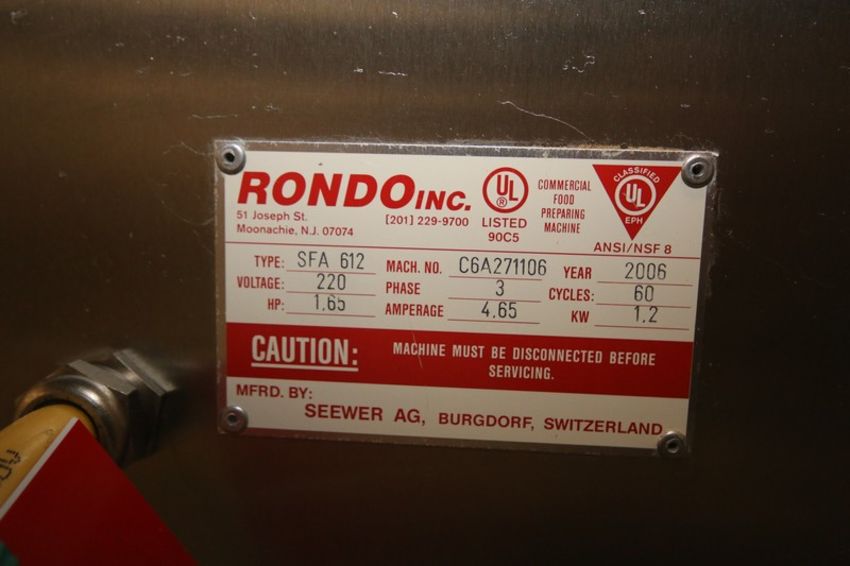 RONDO INC.
51 Joseph St. [201] 229-9700
Moonachie, N.J. 07074
UL
®
LISTED
90C5
COMMERCIAL
FOOD
PREPARING
MACHINE
CLASSIFIED
UL
®
EPH
ANSI/NSF 8
TYPE: SFA 612 MACH. NO. C6A271106 YEAR 2006
VOLTAGE: 220 PHASE 3 CYCLES: 60
HP: 1.65 AMPERAGE 4.65 KW 1.2
CAUTION: MACHINE MUST BE DISCONNECTED BEFORE
SERVICING.
MFRD. BY:
SEEWER AG, BURGDORF, SWITZERLAND